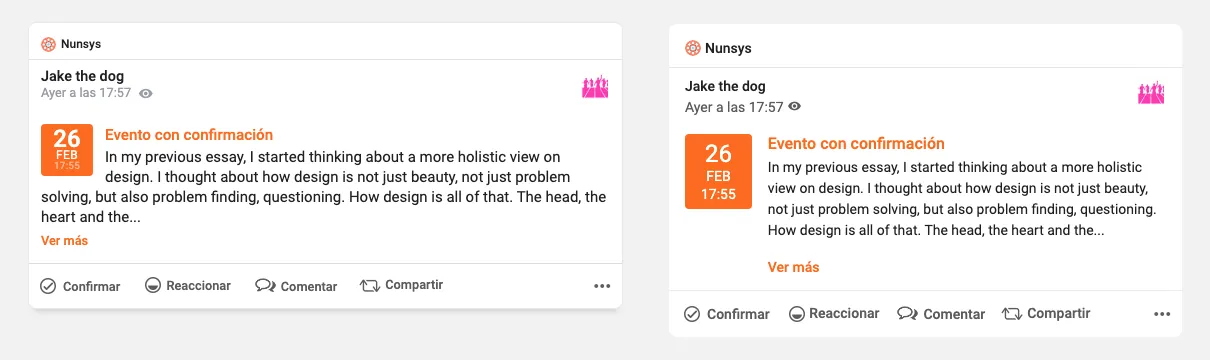 Nunsys
Jake the dog
Ayer a las 17:57
26
FEB
17:55
Evento con confirmación
In my previous essay, I started thinking about a more holistic view on
design. I thought about how design is not just beauty, not just problem
solving, but also problem finding, questioning. How design is all of that. The head, the
heart and the...
Ver más
Confirmar Reaccionar Comentar Compartir
Nunsys
Jake the dog
Ayer a las 17:57
26
FEB
17:55
Evento con confirmación
In my previous essay, I started thinking about a more holistic
view on design. I thought about how design is not just beauty,
not just problem solving, but also problem finding, questioning.
How design is all of that. The head, the heart and the...
Ver más
Confirmar Reaccionar Comentar Compartir